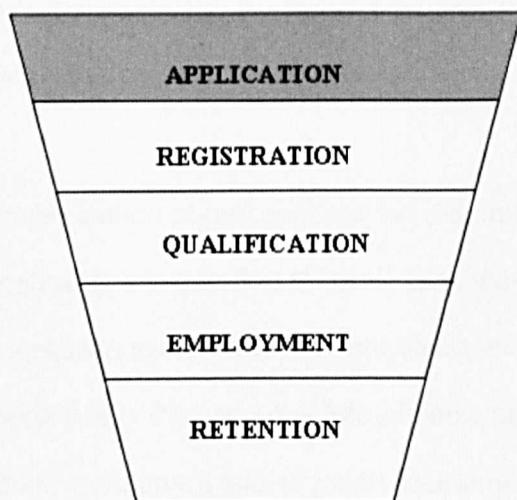 APPLICATION
REGISTRATION
QUALIFICATION
EMPLOYMENT
RETENTION